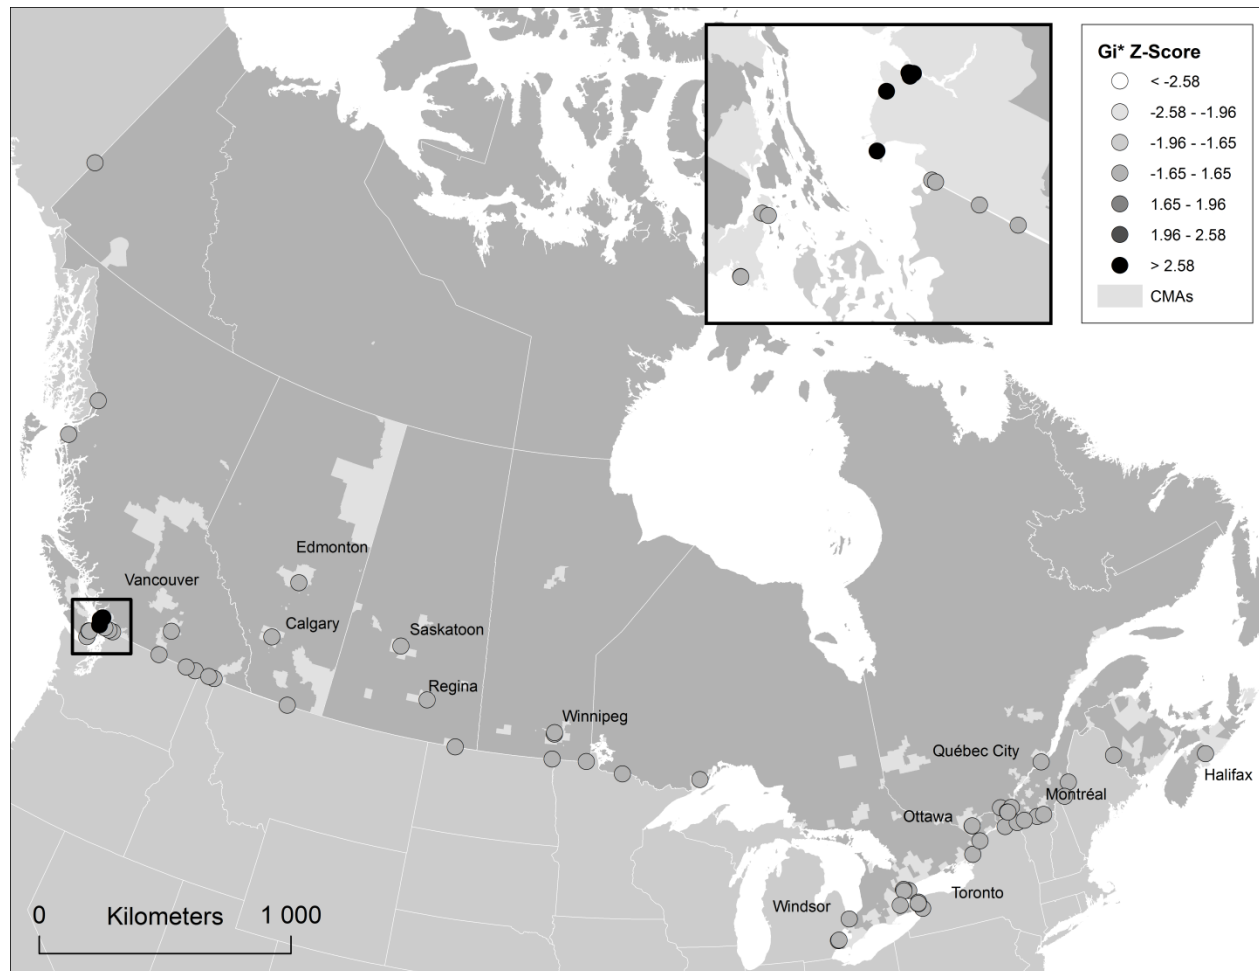 Gi* Z-Score
< -2.58
-2.58 - -1.96
-1.96 - -1.65
-1.65 - 1.65
1.65 - 1.96
1.96 - 2.58
> 2.58
CMAs
Edmonton
Vancouver
Calgary
Saskatoon
Regina
Winnipeg
Québec City
Halifax
Montréal
Ottawa
Toronto
Windsor
0 Kilometers 1 000